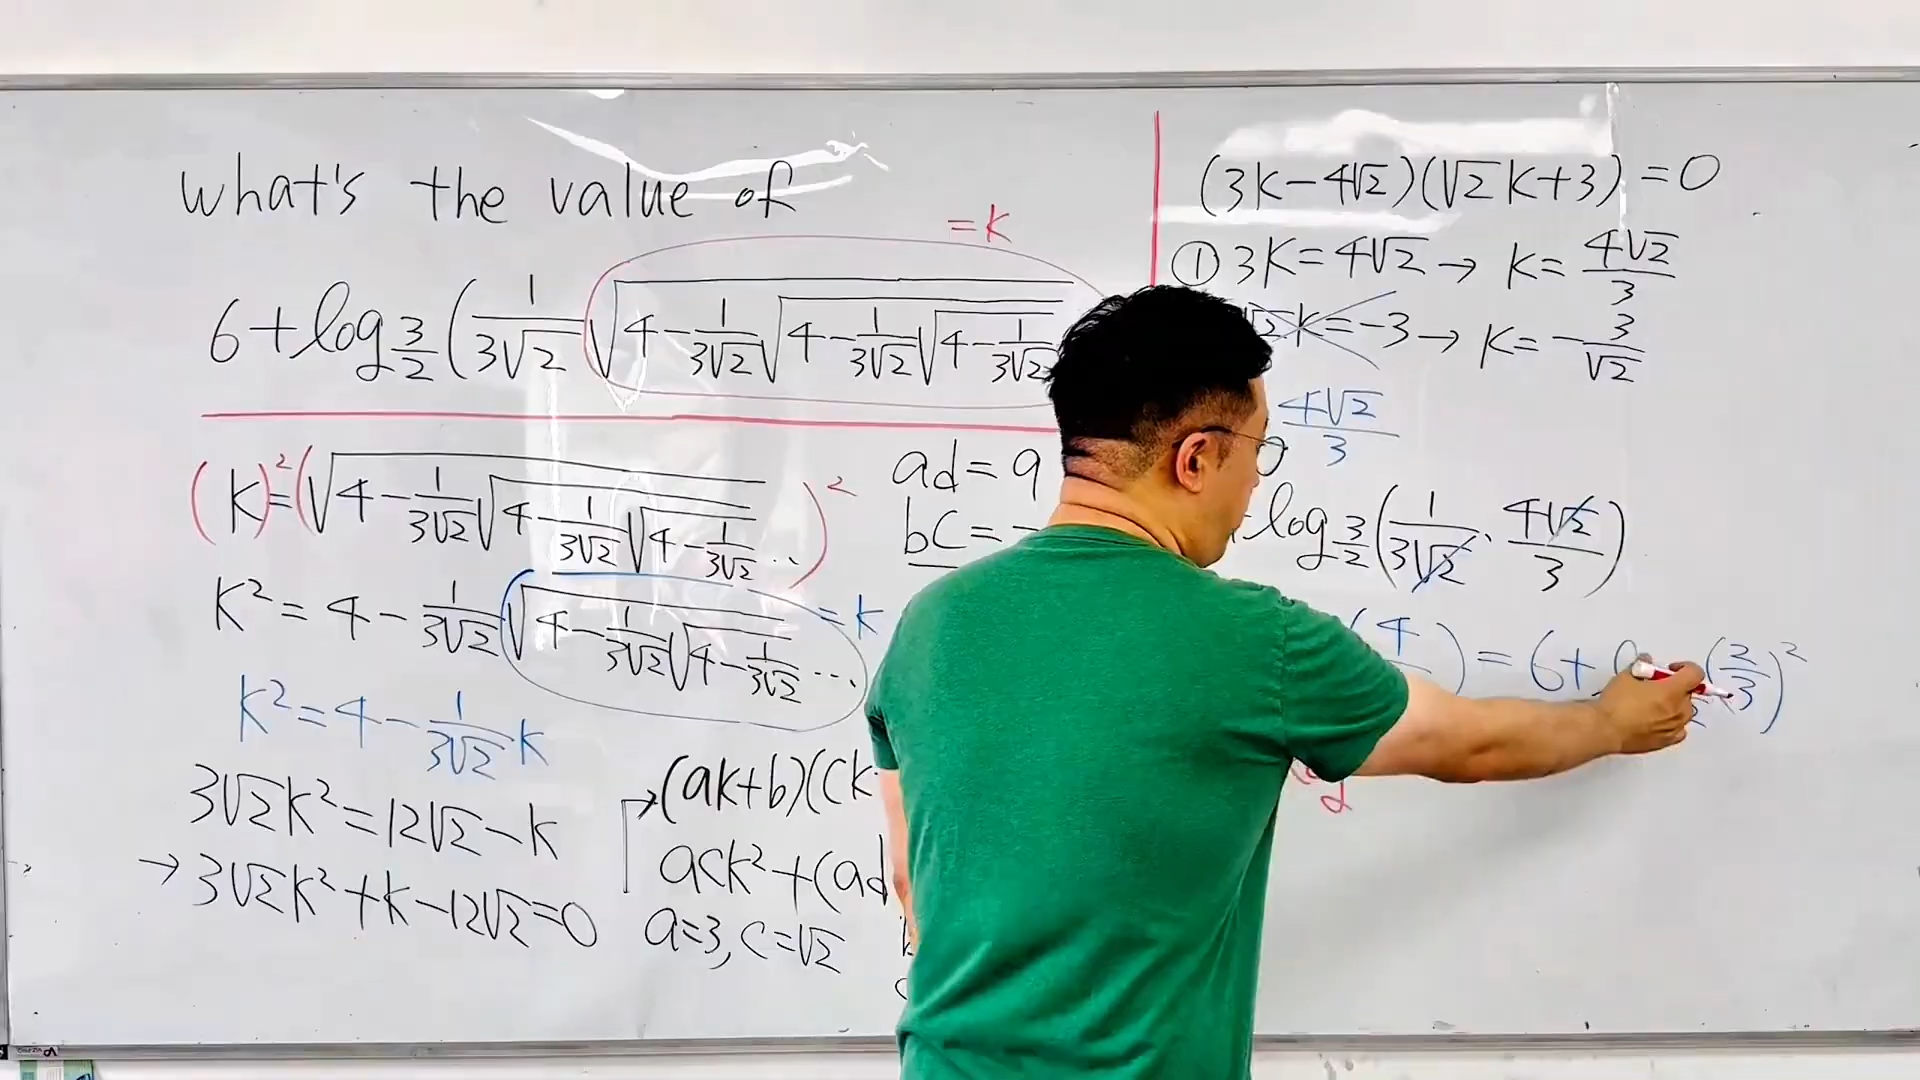 what's the value of
= K
6+log_{3/2}(1/(3√2) √(4-1/(3√2) √(4-1/(3√2) √(4-1/(3√2)
(K)²=(√(4-1/(3√2) √(4-1/(3√2) √(4-1/(3√2) ...)²
K² = 4-1/(3√2) √(4-1/(3√2) √(4-1/(3√2) ... = K
K²=4-1/(3√2) K
3√2K²=12√2-K
→ 3√2K²+K-12√2=0
→(ak+b)(ck
ack²+(ad
a=3, c=√2
ad=9
bc=-
(3K-4√2)(√2K+3)=0
① 3K=4√2 → K=4√2/3
√2K=-3 → K=-3/√2
4√2/3
log_{3/2}(1/(3√2) · 4√2/3)
(4 )=6+ (2/3)²